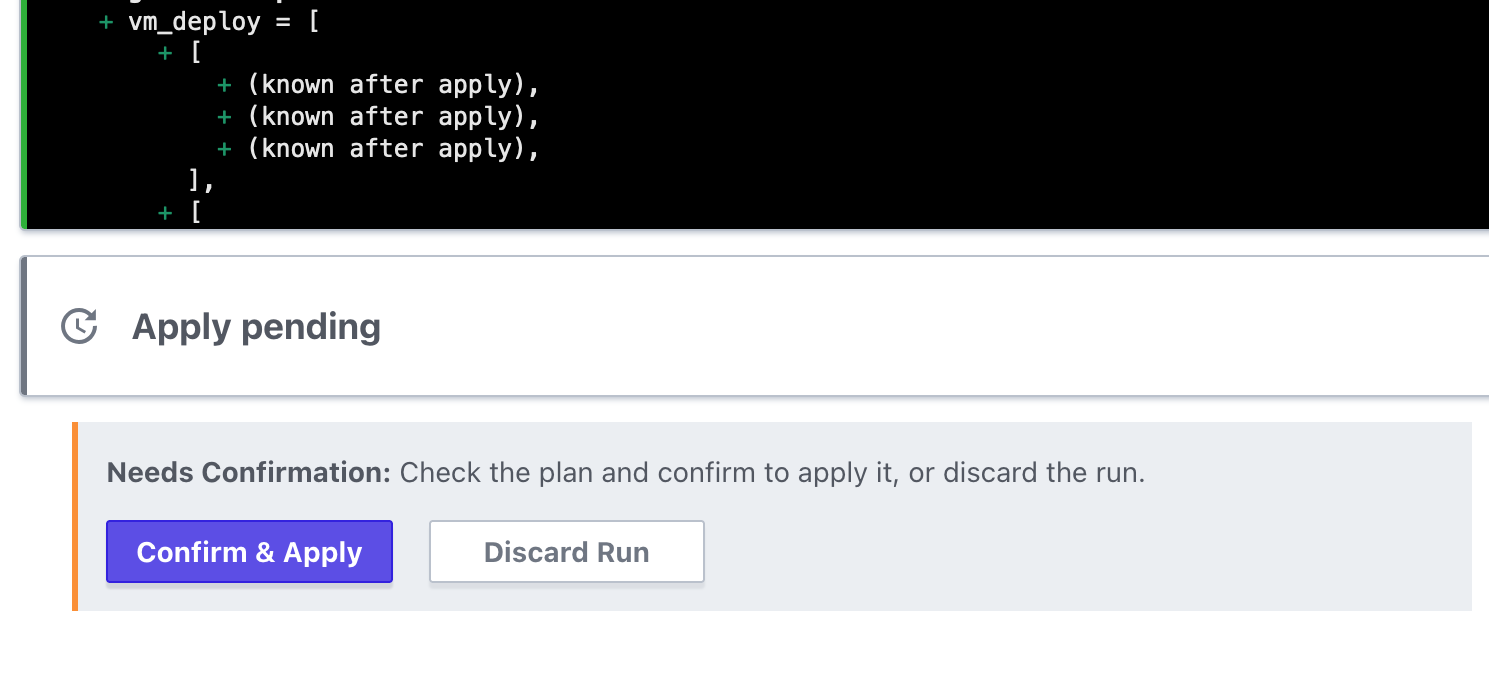 + vm_deploy = [
+ [
+ (known after apply),
+ (known after apply),
+ (known after apply),
],
+ [
Apply pending
Needs Confirmation: Check the plan and confirm to apply it, or discard the run.
Confirm & Apply
Discard Run